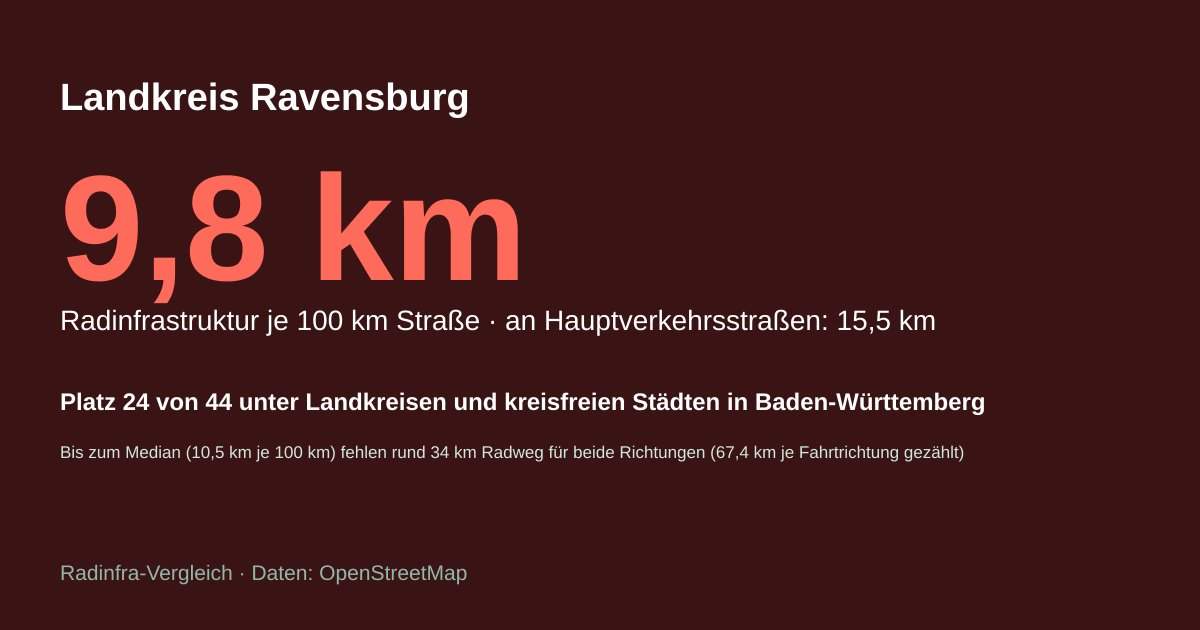 Landkreis Ravensburg
9,8 km
Radinfrastruktur je 100 km Straße · an Hauptverkehrsstraßen: 15,5 km
Platz 24 von 44 unter Landkreisen und kreisfreien Städten in Baden-Württemberg
Bis zum Median (10,5 km je 100 km) fehlen rund 34 km Radweg für beide Richtungen (67,4 km je Fahrtrichtung gezählt)
Radinfra-Vergleich · Daten: OpenStreetMap